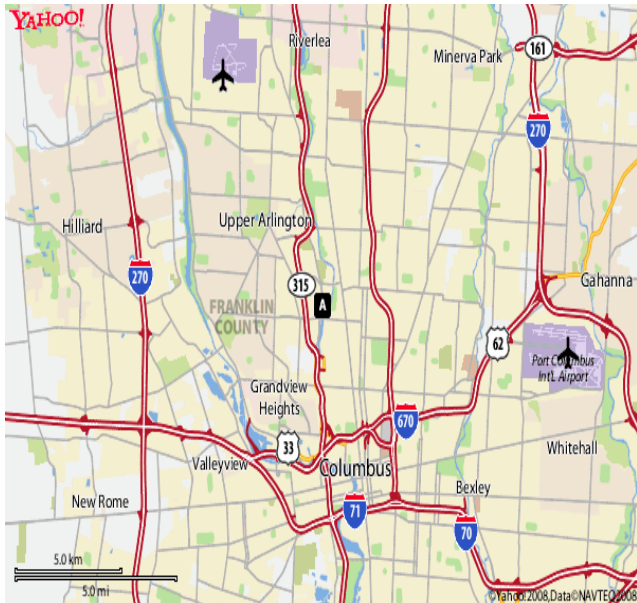 YAHOO!
Riverlea
161
Minerva Park
270
Upper Arlington
Hilliard
270
315
A
Gahanna
FRANKLIN
COUNTY
62
Port Columbus
Int'L Airport
Grandview
Heights
670
33
Whitehall
Valleyview
Columbus
Bexley
New Rome
71
70
5.0 km
5.0 mi
©Yahoo!2008,Data©NAVTEQ2008